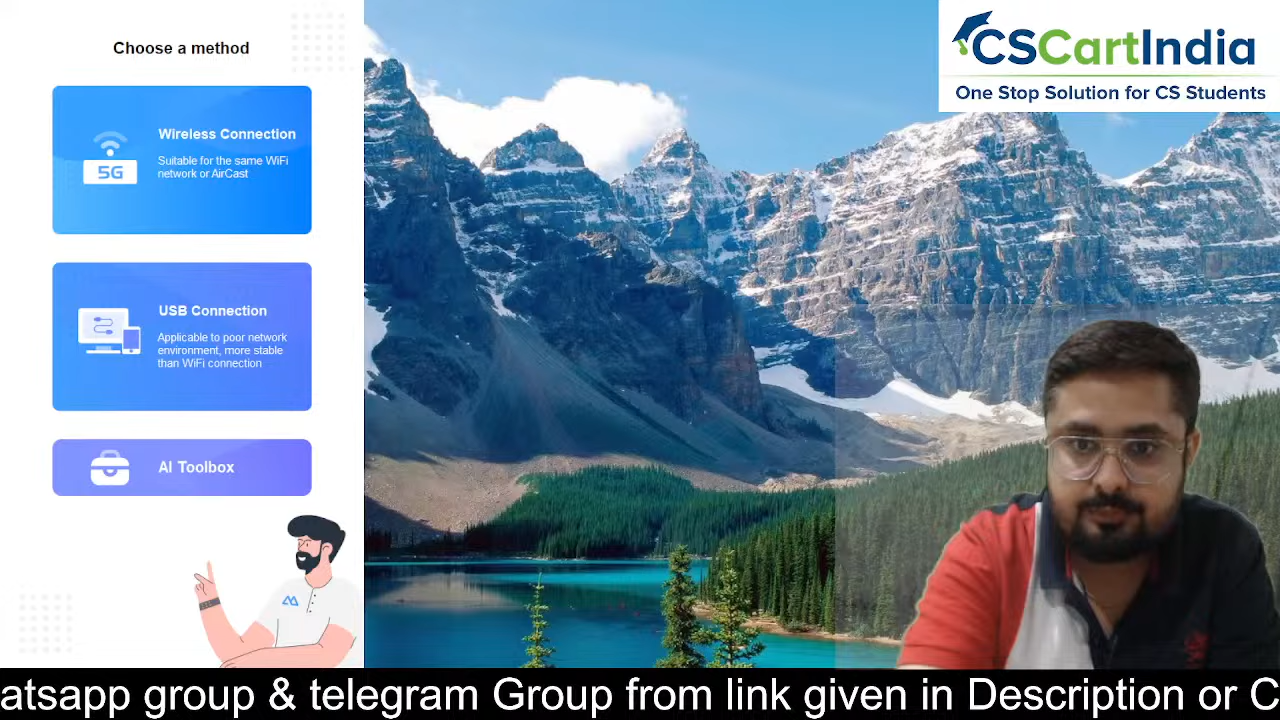 Choose a method
Wireless Connection
5G
Suitable for the same WiFi
network or AirCast
USB Connection
Applicable to poor network
environment, more stable
than WiFi connection
AI Toolbox
CSCartIndia
One Stop Solution for CS Students
atsapp group & telegram Group from link given in Description or C